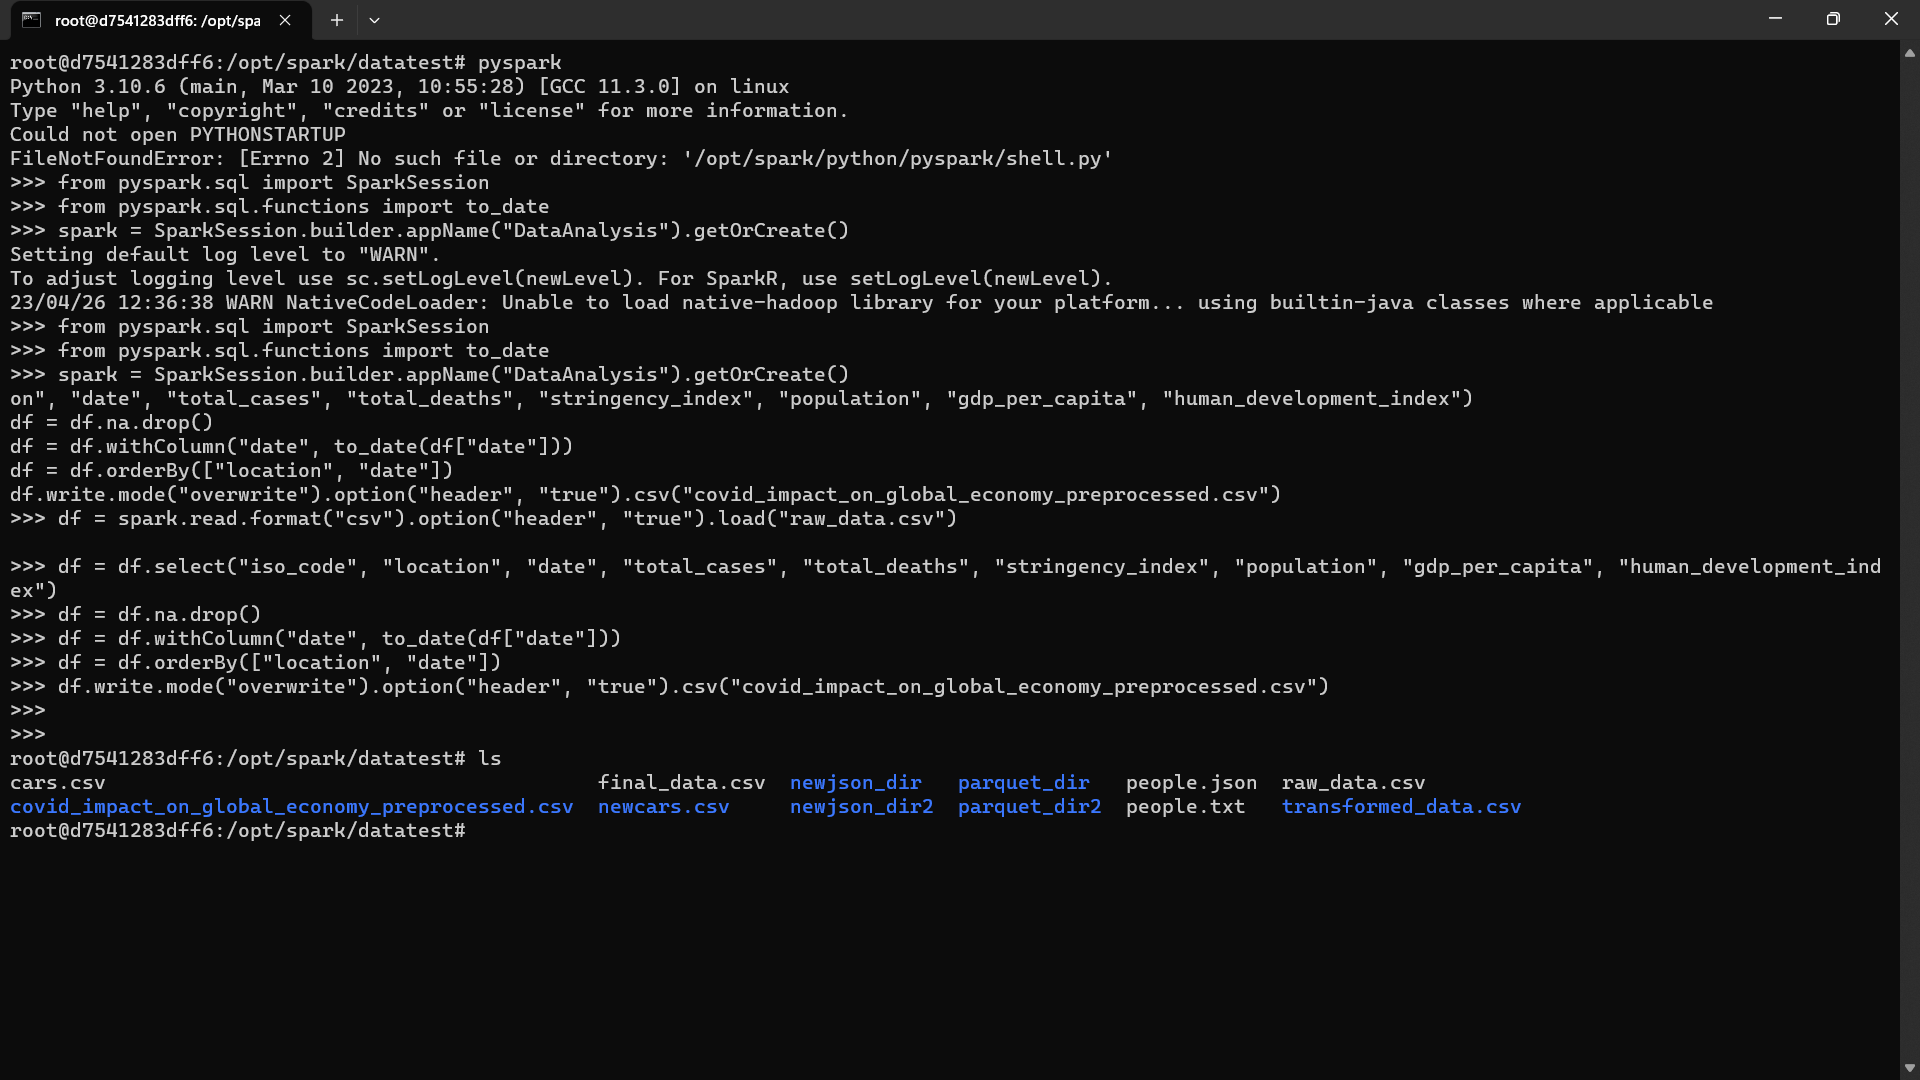 root@d7541283dff6: /opt/spa
root@d7541283dff6:/opt/spark/datatest# pyspark
Python 3.10.6 (main, Mar 10 2023, 10:55:28) [GCC 11.3.0] on linux
Type "help", "copyright", "credits" or "license" for more information.
Could not open PYTHONSTARTUP
FileNotFoundError: [Errno 2] No such file or directory: '/opt/spark/python/pyspark/shell.py'
>>> from pyspark.sql import SparkSession
>>> from pyspark.sql.functions import to_date
>>> spark = SparkSession.builder.appName("DataAnalysis").getOrCreate()
Setting default log level to "WARN".
To adjust logging level use sc.setLogLevel(newLevel). For SparkR, use setLogLevel(newLevel).
23/04/26 12:36:38 WARN NativeCodeLoader: Unable to load native-hadoop library for your platform... using builtin-java classes where applicable
>>> from pyspark.sql import SparkSession
>>> from pyspark.sql.functions import to_date
>>> spark = SparkSession.builder.appName("DataAnalysis").getOrCreate()
on", "date", "total_cases", "total_deaths", "stringency_index", "population", "gdp_per_capita", "human_development_index")
df = df.na.drop()
df = df.withColumn("date", to_date(df["date"]))
df = df.orderBy(["location", "date"])
df.write.mode("overwrite").option("header", "true").csv("covid_impact_on_global_economy_preprocessed.csv")
>>> df = spark.read.format("csv").option("header", "true").load("raw_data.csv")
>>> df = df.select("iso_code", "location", "date", "total_cases", "total_deaths", "stringency_index", "population", "gdp_per_capita", "human_development_ind
ex")
>>> df = df.na.drop()
>>> df = df.withColumn("date", to_date(df["date"]))
>>> df = df.orderBy(["location", "date"])
>>> df.write.mode("overwrite").option("header", "true").csv("covid_impact_on_global_economy_preprocessed.csv")
>>>
>>>
root@d7541283dff6:/opt/spark/datatest# ls
cars.csv final_data.csv newjson_dir parquet_dir people.json raw_data.csv
covid_impact_on_global_economy_preprocessed.csv newcars.csv newjson_dir2 parquet_dir2 people.txt transformed_data.csv
root@d7541283dff6:/opt/spark/datatest#